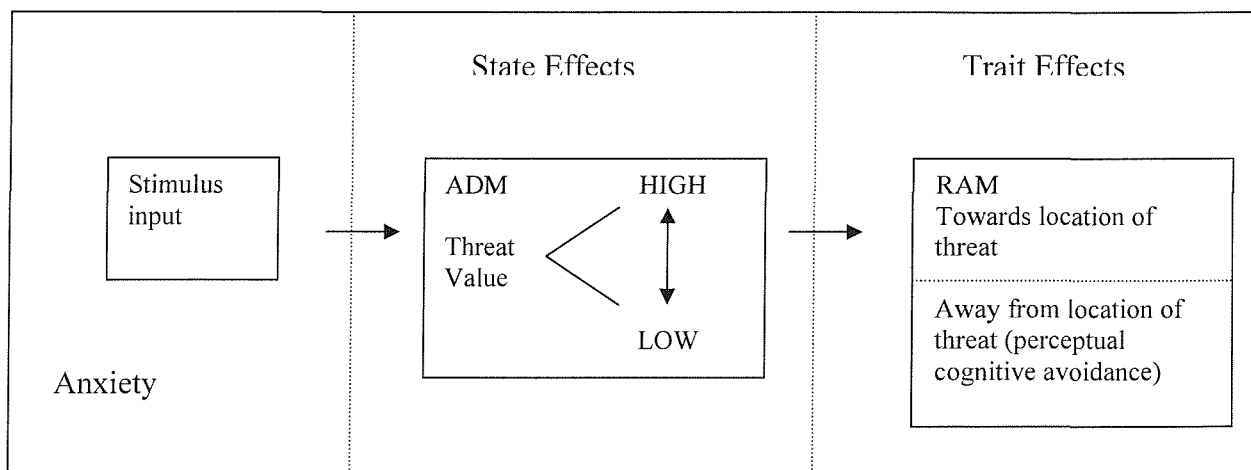 State Effects
Trait Effects
Stimulus
input
ADM
HIGH
Threat
Value
LOW
RAM
Towards location of
threat
Away from location of
threat (perceptual
cognitive avoidance)
Anxiety